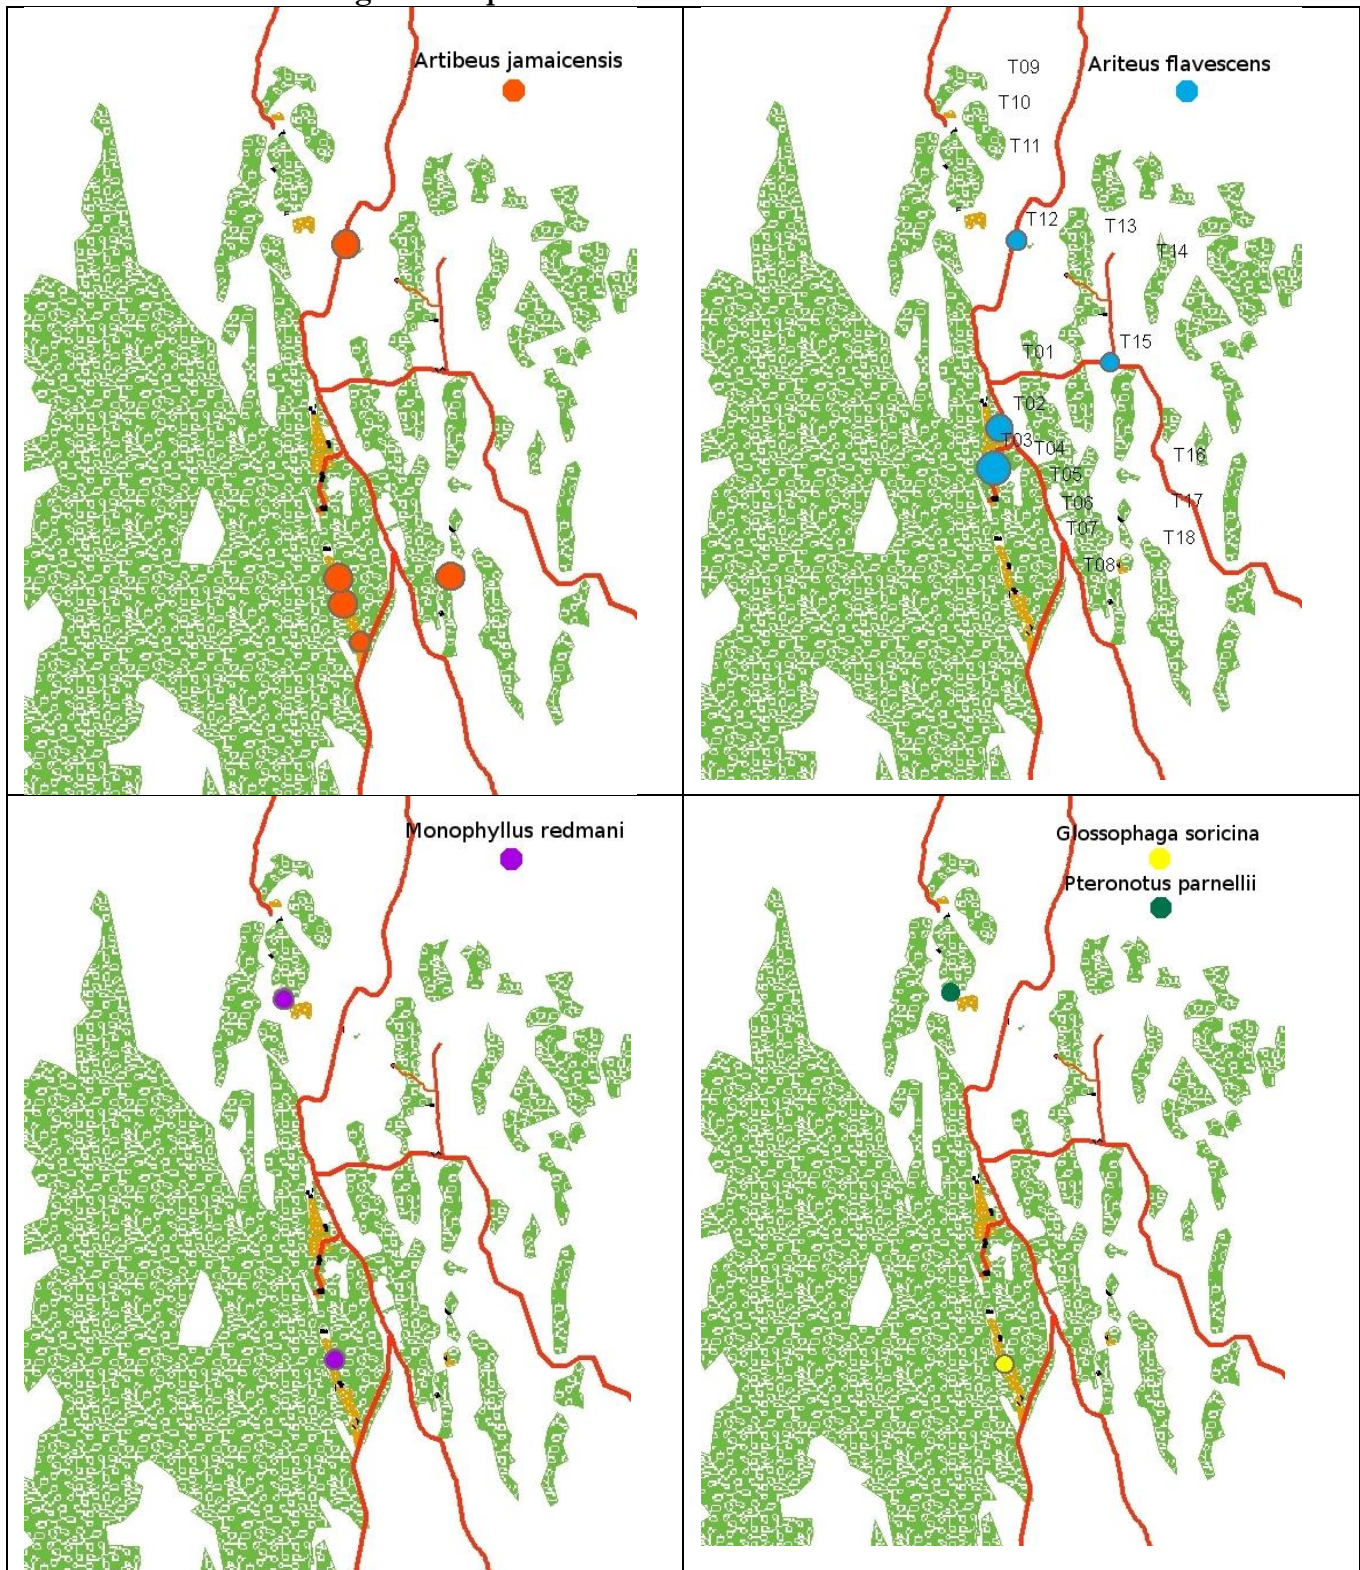 Artibeus jamaicensis
Ariteus flavescens
T09
T10
T11
T12
T13
T14
T15
T01
T02
T03
T04
T05
T06
T07
T08
T16
T17
T18
Monophyllus redmani
Glossophaga soricina
Pteronotus parnellii